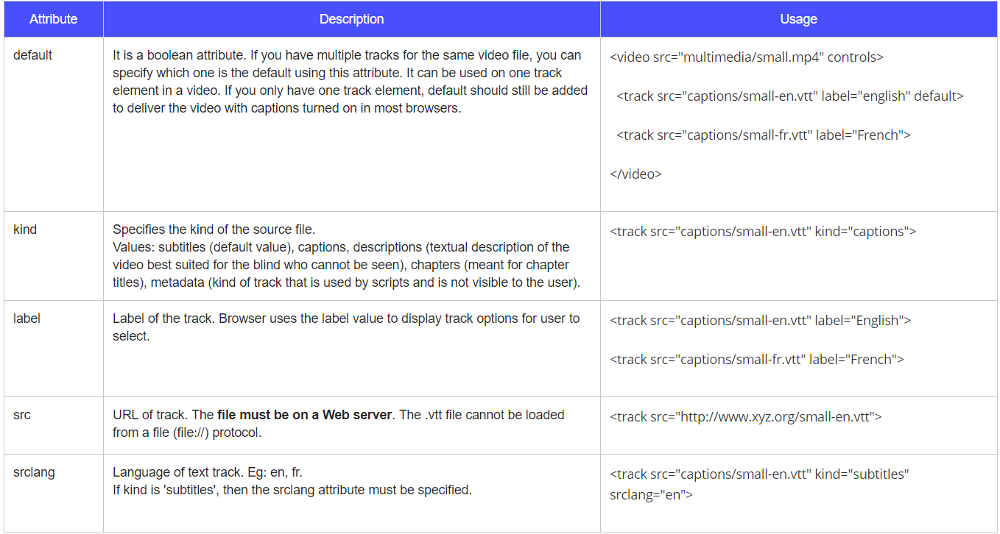 Attribute
Description
Usage
default
It is a boolean attribute. If you have multiple tracks for the same video file, you can
specify which one is the default using this attribute. It can be used on one track
element in a video. If you only have one track element, default should still be added
to deliver the video with captions turned on in most browsers.
<video src="multimedia/small.mp4" controls>
<track src="captions/small-en.vtt" label="english" default>
<track src="captions/small-fr.vtt" label="French">
</video>
kind
Specifies the kind of the source file.
Values: subtitles (default value), captions, descriptions (textual description of the
video best suited for the blind who cannot be seen), chapters (meant for chapter
titles), metadata (kind of track that is used by scripts and is not visible to the user).
<track src="captions/small-en.vtt" kind="captions">
label
Label of the track. Browser uses the label value to display track options for user to
select.
<track src="captions/small-en.vtt" label="English">
<track src="captions/small-fr.vtt" label="French">
src
URL of track. The file must be on a Web server. The .vtt file cannot be loaded
from a file (file://) protocol.
<track src="http://www.xyz.org/small-en.vtt">
srclang
Language of text track. Eg: en, fr.
If kind is 'subtitles', then the srclang attribute must be specified.
<track src="captions/small-en.vtt" kind="subtitles"
srclang="en">